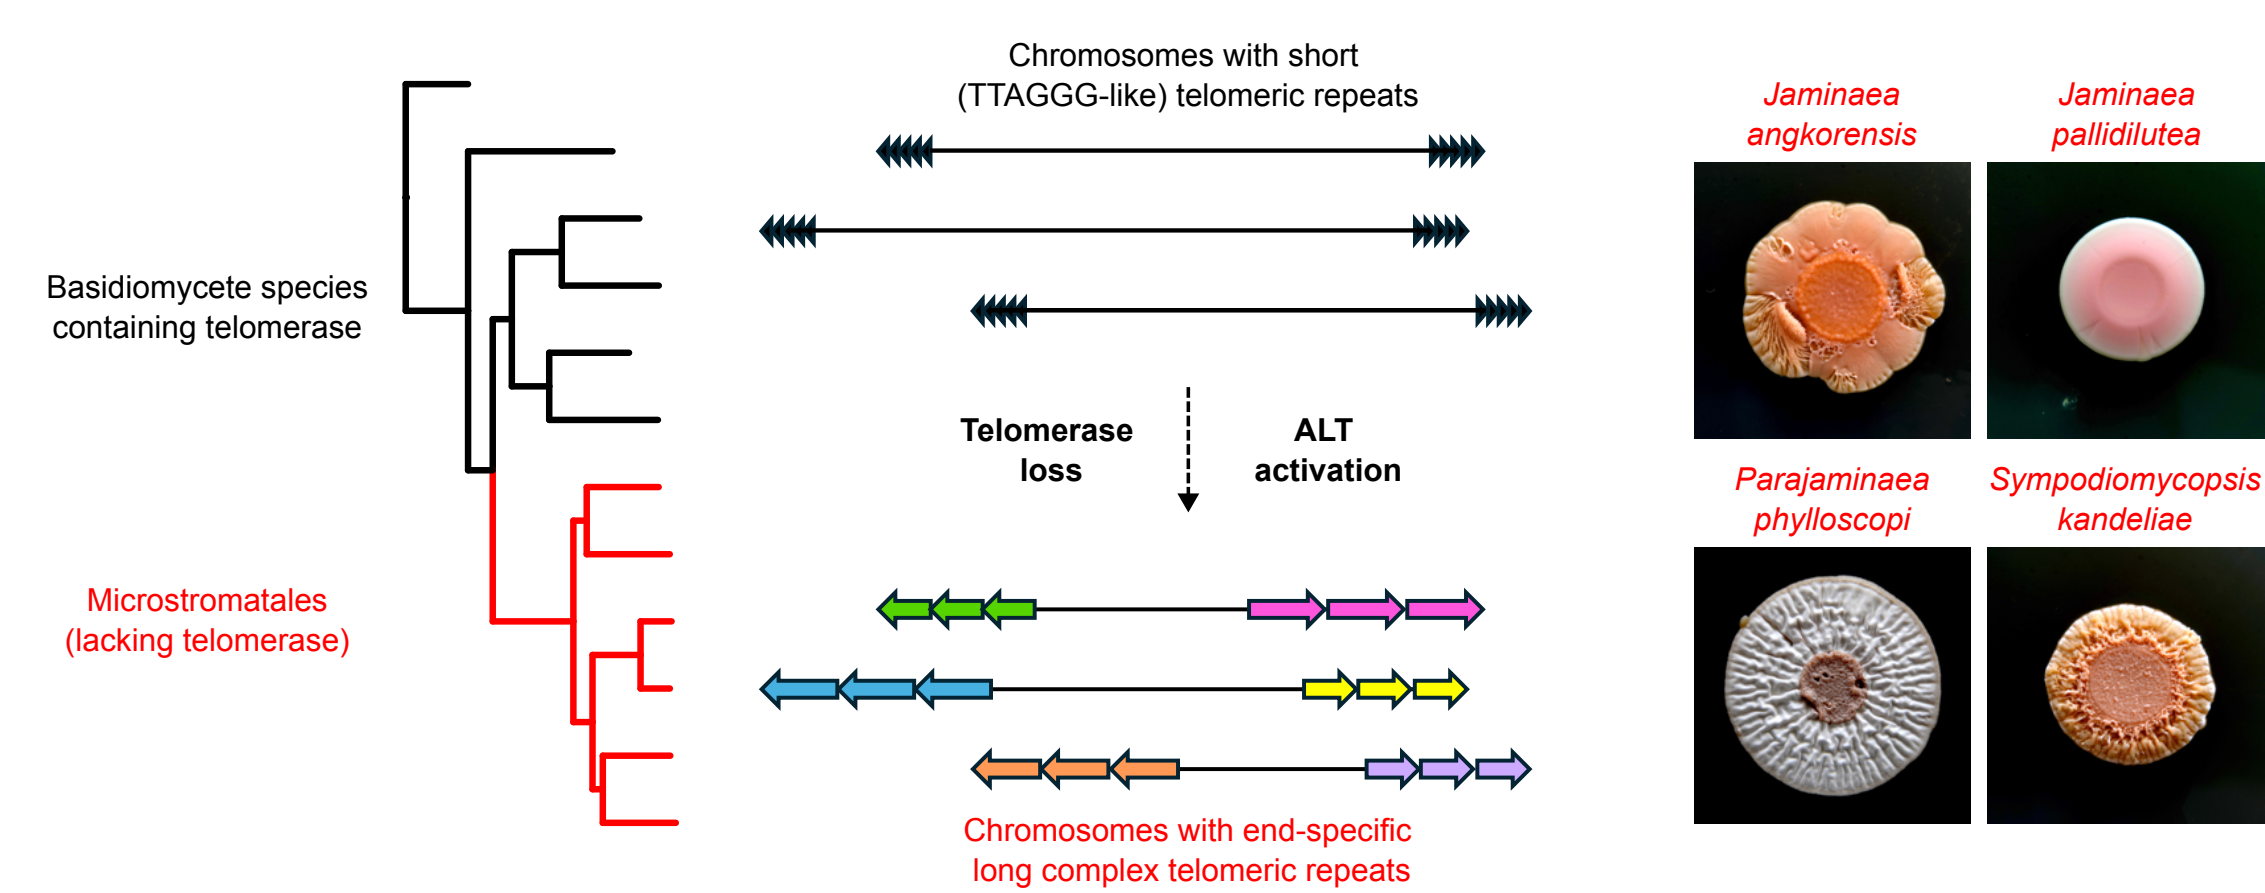 Basidiomycete species
containing telomerase
Microstromatales
(lacking telomerase)
Chromosomes with short
(TTAGGG-like) telomeric repeats
Telomerase
loss
ALT
activation
Chromosomes with end-specific
long complex telomeric repeats
Jaminaea
angkorensis
Jaminaea
pallidilutea
Parajaminaea
phylloscopi
Sympodiomycopsis
kandeliae